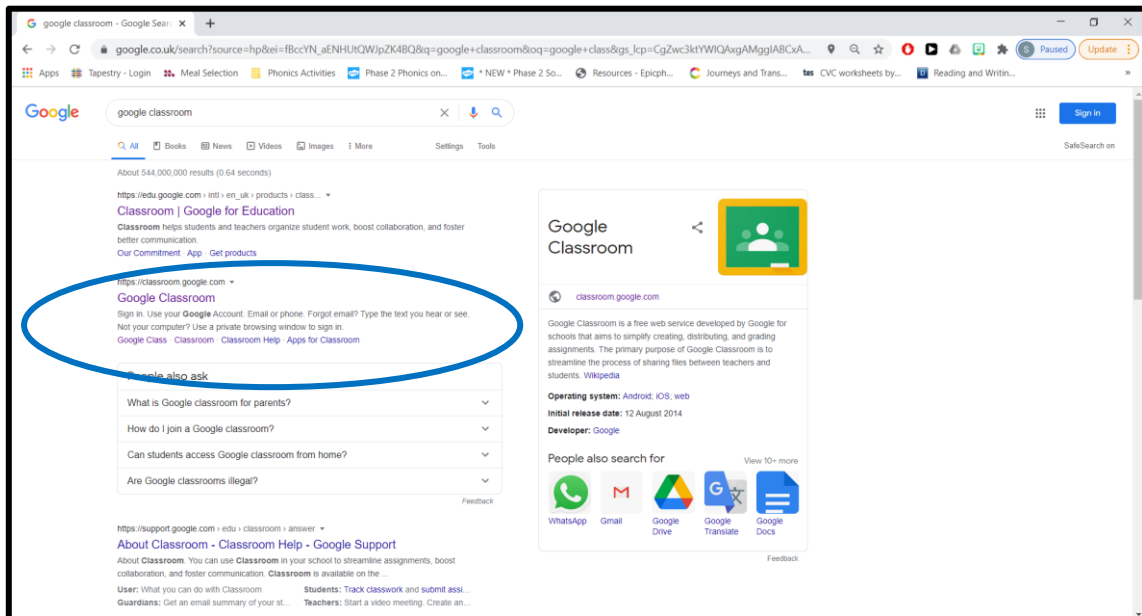 google classroom - Google Sear
google.co.uk/search?source=hp&ei=fBccYN_aENHUtQWJpZK4BQ&q=google+classroom&oq=google+class&gs_lcp=CgZwc3ktYWIQAxgAMggIABCxA...
S Paused
Update
Apps
Tapestry - Login
Meal Selection
Phonics Activities
Phase 2 Phonics on...
*NEW * Phase 2 So...
Resources - Epicph...
Journeys and Trans...
tes CVC worksheets by...
Reading and Writin...
»
Google
google classroom
Sign in
All Books News Videos Images More Settings Tools
SafeSearch on
About 544,000,000 results (0.64 seconds)
https://edu.google.com › intl › en_uk › products › class...
Classroom | Google for Education
Classroom helps students and teachers organize student work, boost collaboration, and foster
better communication.
Our Commitment · App · Get products
https://classroom.google.com
Google Classroom
Sign in. Use your Google Account. Email or phone. Forgot email? Type the text you hear or see.
Not your computer? Use a private browsing window to sign in.
Google Class · Classroom · Classroom Help · Apps for Classroom
People also ask
What is Google classroom for parents?
How do I join a Google classroom?
Can students access Google classroom from home?
Are Google classrooms illegal?
Feedback
https://support.google.com › edu › classroom › answer
About Classroom - Classroom Help - Google Support
About Classroom. You can use Classroom in your school to streamline assignments, boost
collaboration, and foster communication. Classroom is available on the ...
User: What you can do with Classroom
Students: Track classwork and submit assi...
Guardians: Get an email summary of your st...
Teachers: Start a video meeting. Create an...
Google
Classroom
classroom.google.com
Google Classroom is a free web service developed by Google for
schools that aims to simplify creating, distributing, and grading
assignments. The primary purpose of Google Classroom is to
streamline the process of sharing files between teachers and
students. Wikipedia
Operating system: Android, iOS, web
Initial release date: 12 August 2014
Developer: Google
People also search for
View 10+ more
WhatsApp
Gmail
Google
Drive
Google
Translate
Google
Docs
Feedback